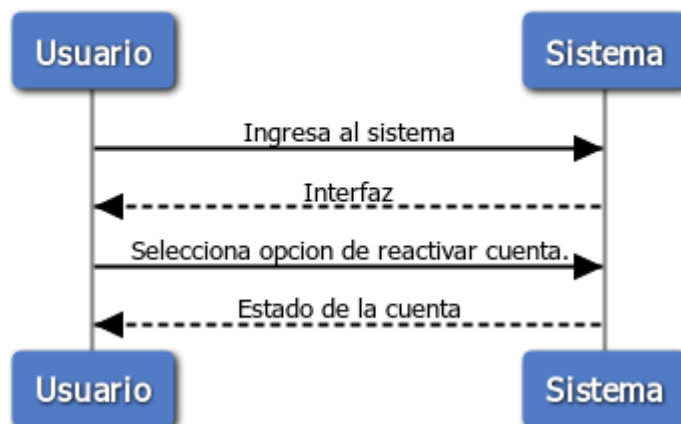 Usuario
Sistema
Ingresa al sistema
Interfaz
Selecciona opcion de reactivar cuenta.
Estado de la cuenta
Usuario
Sistema